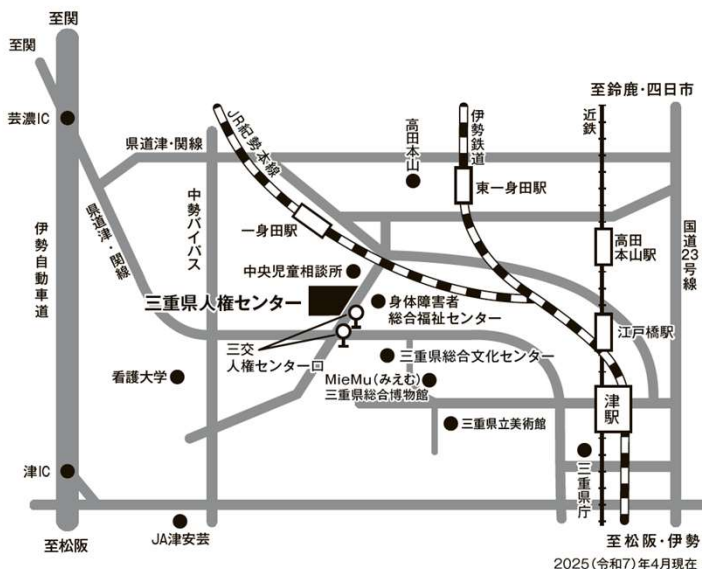 至関
至関
至鈴鹿・四日市
芸濃IC
県道津・関線
JR紀勢本線
高田本山
伊勢鉄道
近鉄
東一身田駅
伊勢自動車道
県道津・関線
中勢バイパス
一身田駅
高田
本山駅
国道23号線
中央児童相談所
三重県人権センター
身体障害者
総合福祉センター
江戸橋駅
三交
人権センター口
三重県総合文化センター
看護大学
MieMu(みえむ)
三重県総合博物館
津駅
三重県立美術館
三重県庁
津IC
JA津安芸
至松阪
至松阪・伊勢
2025(令和7)年4月現在